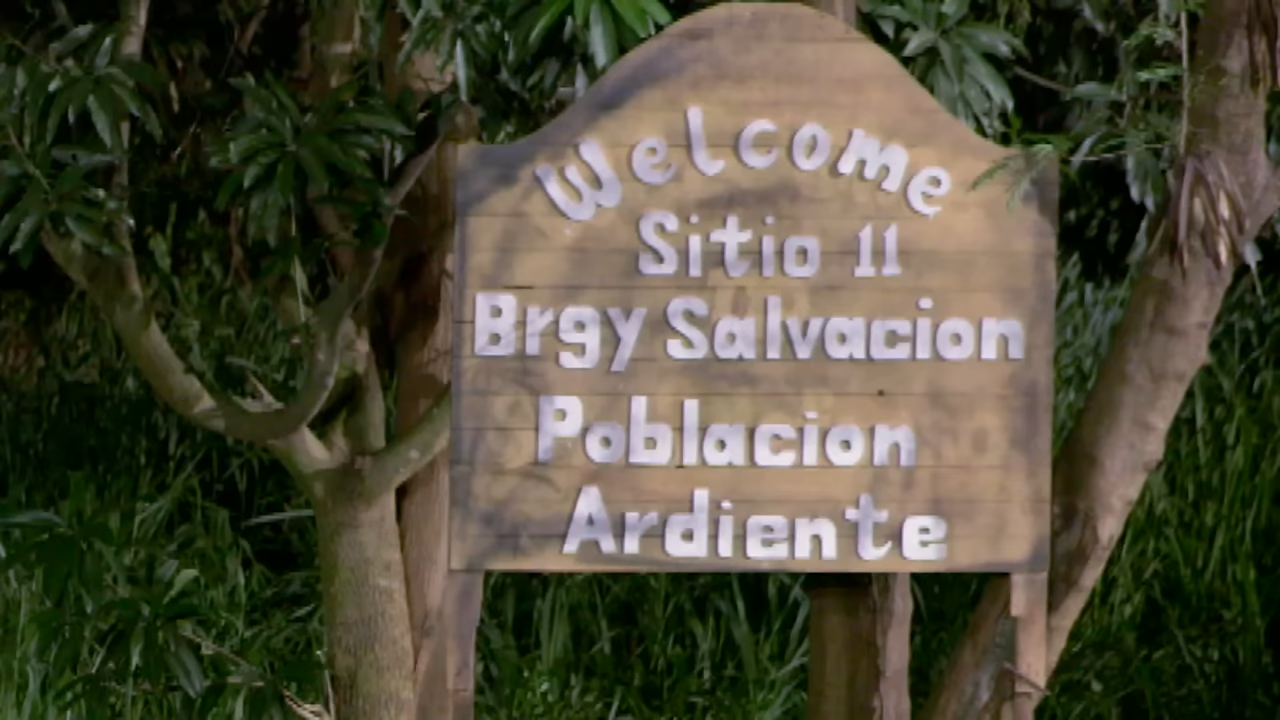 Welcome
Sitio 11
Brgy Salvacion
Poblacion
Ardiente